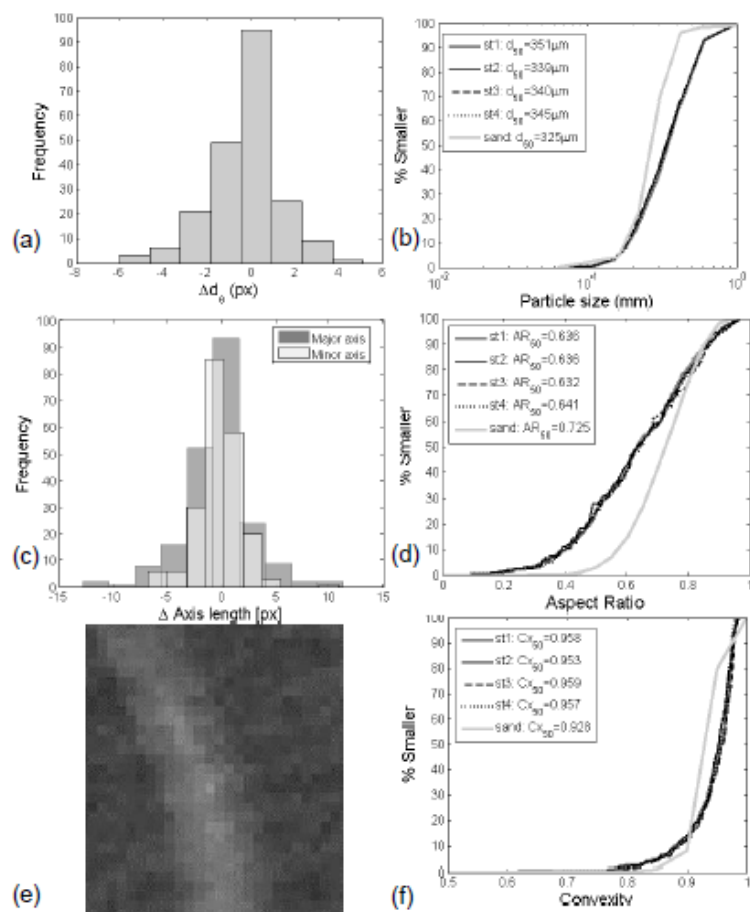 (a)
Frequency
100
90
80
70
60
50
40
30
20
10
0
-8 -6 -4 -2 0 2 4 6
Δdₑ (px)
(b)
% Smaller
100
90
80
70
60
50
40
30
20
10
0
st1: d₅₀=351μm
st2: d₅₀=339μm
st3: d₅₀=340μm
st4: d₅₀=345μm
sand: d₅₀=325μm
10⁻² 10⁻¹ 10⁰
Particle size (mm)
(c)
Frequency
100
90
80
70
60
50
40
30
20
10
0
Major axis
Minor axis
-15 -10 -5 0 5 10 15
Δ Axis length [px]
(d)
% Smaller
100
90
80
70
60
50
40
30
20
10
0
st1: AR₅₀=0.636
st2: AR₅₀=0.636
st3: AR₅₀=0.632
st4: AR₅₀=0.641
sand: AR₅₀=0.725
0 0.2 0.4 0.6 0.8 1
Aspect Ratio
(e)
(f)
% Smaller
100
90
80
70
60
50
40
30
20
10
0
st1: Cx₅₀=0.958
st2: Cx₅₀=0.953
st3: Cx₅₀=0.959
st4: Cx₅₀=0.957
sand: Cx₅₀=0.928
0.5 0.6 0.7 0.8 0.9 1
Convexity